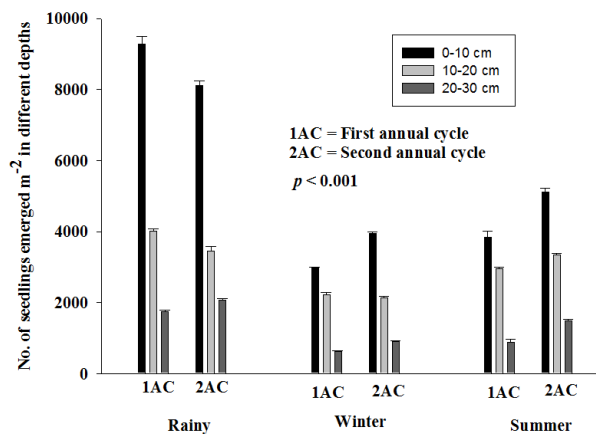 No. of seedlings emerged m-2 in different depths
10000
8000
6000
4000
2000
0
0-10 cm
10-20 cm
20-30 cm
1AC = First annual cycle
2AC = Second annual cycle
p < 0.001
1AC 2AC 1AC 2AC 1AC 2AC
Rainy Winter Summer